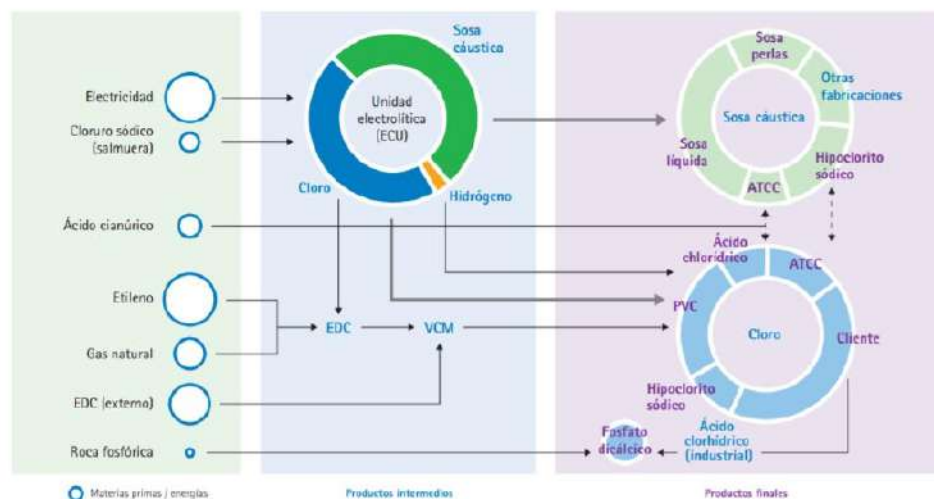 Electricidad
Cloruro sódico
(salmuera)
Ácido cianúrico
Etileno
Gas natural
EDC (externo)
Roca fosfórica
Sosa
cáustica
Unidad
electrolítica
(ECU)
Cloro
Hidrógeno
EDC
VCM
Sosa
perlas
Otras
fabricaciones
Sosa cáustica
Sosa
líquida
Hipoclorito
sódico
ATCC
Ácido
chlorídrico
ATCC
PVC
Cloro
Cliente
Hipoclorito
sódico
Ácido
clorhídrico
(industrial)
Fosfato
dicálcico
Materias primas / energías
Productos intermedios
Productos finales